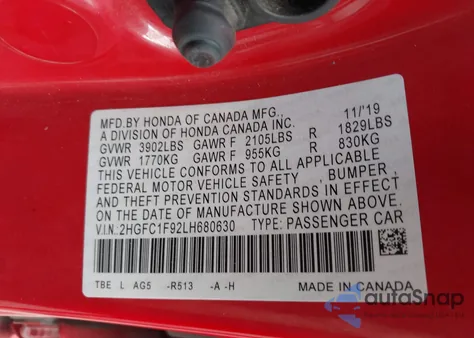 MFD.BY HONDA OF CANADA MFG. 11/'19
A DIVISION OF HONDA CANADA INC.
GVWR 3902LBS GAWR F 2105LBS R 1829LBS
GVWR 1770KG GAWR F 955KG R 830KG
THIS VEHICLE CONFORMS TO ALL APPLICABLE
FEDERAL MOTOR VEHICLE SAFETY , BUMPER ,
AND THEFT PREVENTION STANDARDS IN EFFECT
ON THE DATE OF MANUFACTURE SHOWN ABOVE.
V.I.N.:2HGFC1F92LH680630 TYPE: PASSENGER CAR
TBE L AG5 -R513 -A -H MADE IN CANADA
autoSnap